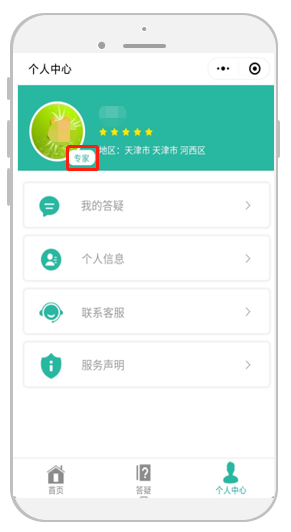 个人中心
专家
地区：天津市 天津市 河西区
我的答疑
个人信息
联系客服
服务声明
首页
答疑
个人中心